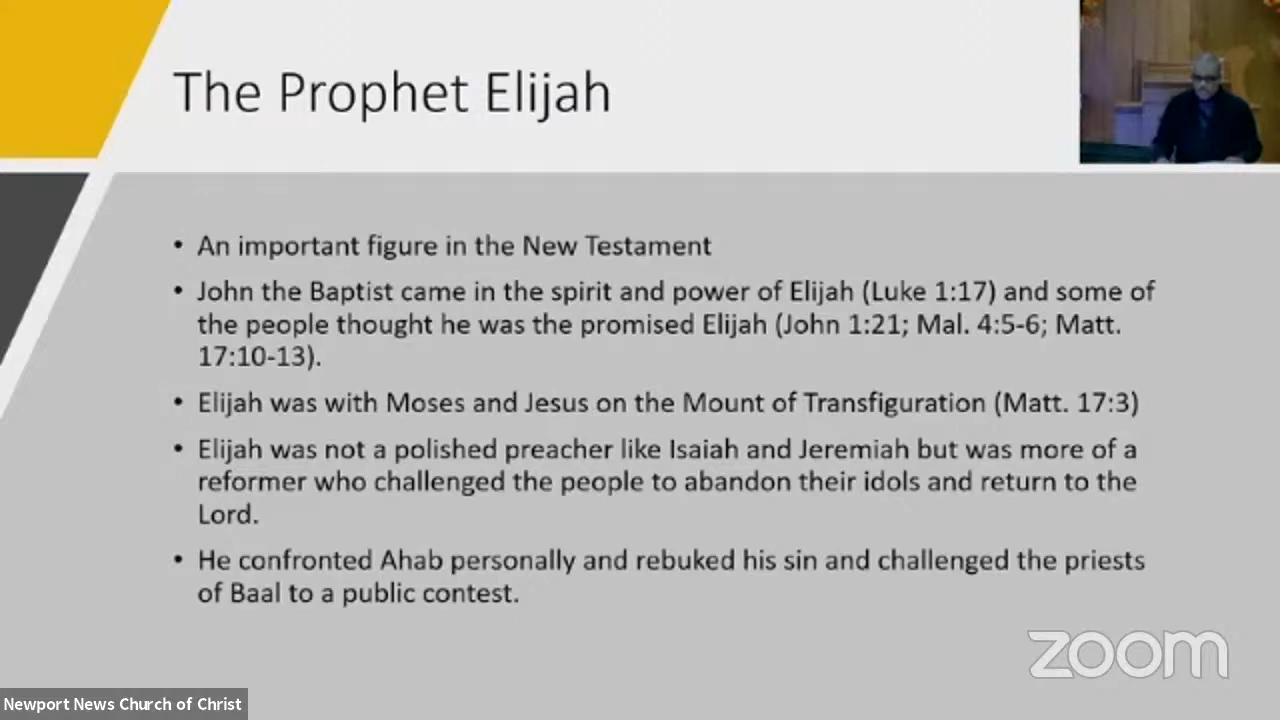 The Prophet Elijah
• An important figure in the New Testament
• John the Baptist came in the spirit and power of Elijah (Luke 1:17) and some of
the people thought he was the promised Elijah (John 1:21; Mal. 4:5-6; Matt.
17:10-13).
• Elijah was with Moses and Jesus on the Mount of Transfiguration (Matt. 17:3)
• Elijah was not a polished preacher like Isaiah and Jeremiah but was more of a
reformer who challenged the people to abandon their idols and return to the
Lord.
• He confronted Ahab personally and rebuked his sin and challenged the priests
of Baal to a public contest.
zoom
Newport News Church of Christ